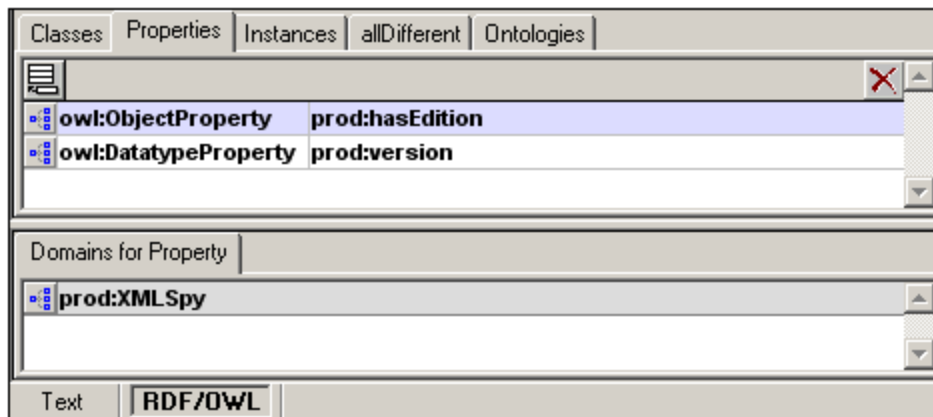 Classes Properties Instances allDifferent Ontologies
owl:ObjectProperty prod:hasEdition
owl:DatatypeProperty prod:version
Domains for Property
prod:XMLSpy
Text RDF/OWL